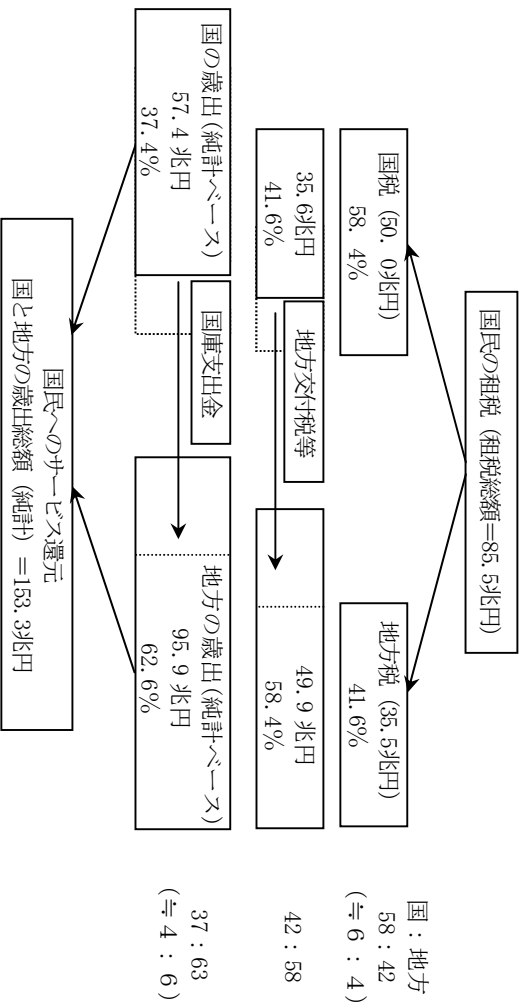 国民の租税（租税総額＝85.5兆円）
国税（50.0兆円）
58.4%
地方税（35.5兆円）
41.6%
国：地方
58：42
（≒6：4）
35.6兆円
41.6%
地方交付税等
49.9兆円
58.4%
42：58
国の歳出(純計ベース)
57.4兆円
37.4%
国庫支出金
地方の歳出(純計ベース)
95.9兆円
62.6%
37:63
（≒4：6）
国民へのサービス還元
国と地方の歳出総額（純計）＝153.3兆円